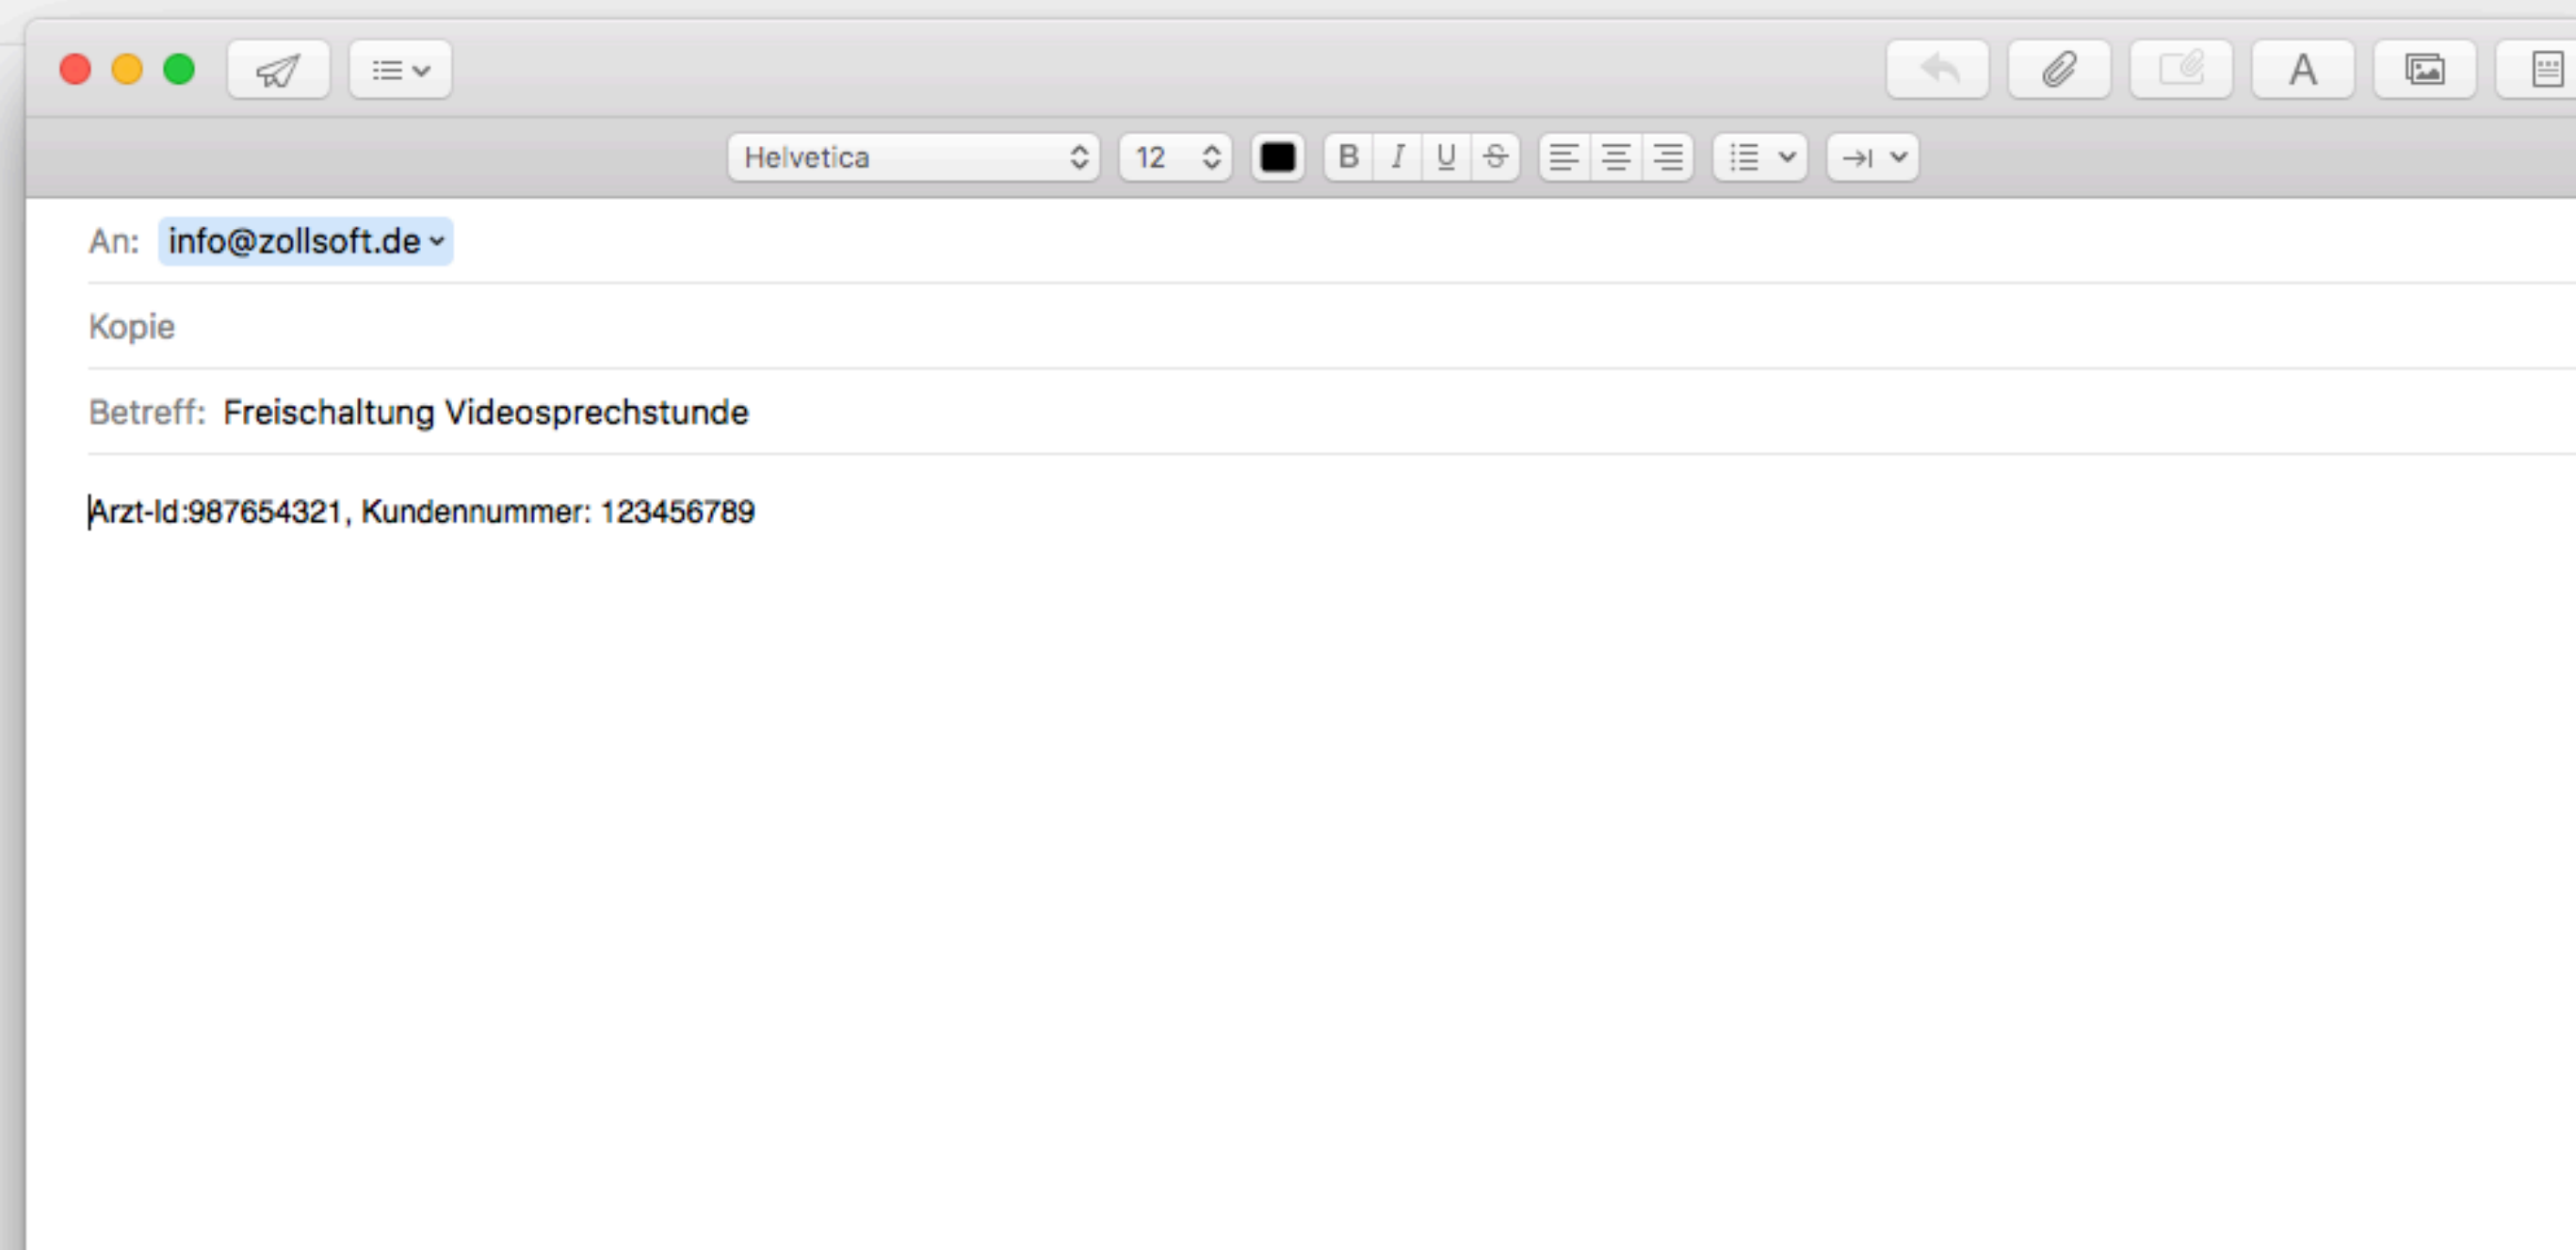 Helvetica 12 B I U S
An: info@zollsoft.de
Kopie
Betreff: Freischaltung Videosprechstunde
Arzt-Id:987654321, Kundennummer: 123456789